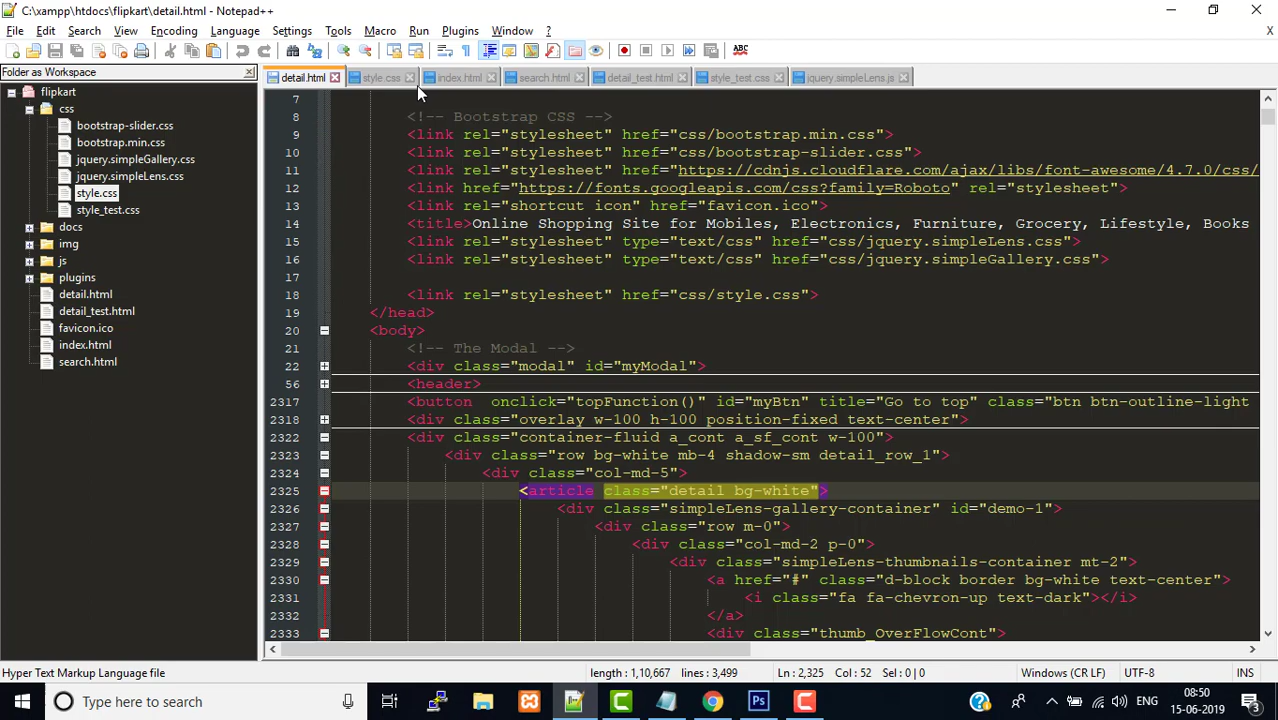 C:\xampp\htdocs\flipkart\detail.html - Notepad++
File Edit Search View Encoding Language Settings Tools Macro Run Plugins Window ?
ABC
Folder as Workspace
detail.html style.css index.html search.html detail_test.html style_test.css jquery.simpleLens.js
flipkart
css
bootstrap-slider.css
bootstrap.min.css
jquery.simpleGallery.css
jquery.simpleLens.css
style.css
style_test.css
docs
img
js
plugins
detail.html
detail_test.html
favicon.ico
index.html
search.html
7
8 <!-- Bootstrap CSS -->
9 <link rel="stylesheet" href="css/bootstrap.min.css">
10 <link rel="stylesheet" href="css/bootstrap-slider.css">
11 <link rel="stylesheet" href="https://cdnjs.cloudflare.com/ajax/libs/font-awesome/4.7.0/css/
12 <link href="https://fonts.googleapis.com/css?family=Roboto" rel="stylesheet">
13 <link rel="shortcut icon" href="favicon.ico">
14 <title>Online Shopping Site for Mobiles, Electronics, Furniture, Grocery, Lifestyle, Books
15 <link rel="stylesheet" type="text/css" href="css/jquery.simpleLens.css">
16 <link rel="stylesheet" type="text/css" href="css/jquery.simpleGallery.css">
17
18 <link rel="stylesheet" href="css/style.css">
19 </head>
20 <body>
21 <!-- The Modal -->
22 <div class="modal" id="myModal">
56 <header>
2317 <button onclick="topFunction()" id="myBtn" title="Go to top" class="btn btn-outline-light
2318 <div class="overlay w-100 h-100 position-fixed text-center">
2322 <div class="container-fluid a_cont a_sf_cont w-100">
2323 <div class="row bg-white mb-4 shadow-sm detail_row_1">
2324 <div class="col-md-5">
2325 <article class="detail bg-white">
2326 <div class="simpleLens-gallery-container" id="demo-1">
2327 <div class="row m-0">
2328 <div class="col-md-2 p-0">
2329 <div class="simpleLens-thumbnails-container mt-2">
2330 <a href="#" class="d-block border bg-white text-center">
2331 <i class="fa fa-chevron-up text-dark"></i>
2332 </a>
2333 <div class="thumb_OverFlowCont">
Hyper Text Markup Language file length : 1,10,667 lines : 3,499 Ln : 2,325 Col : 52 Sel : 0 | 0 Windows (CR LF) UTF-8 INS
Type here to search
Ps
ENG
08:50
15-06-2019
3